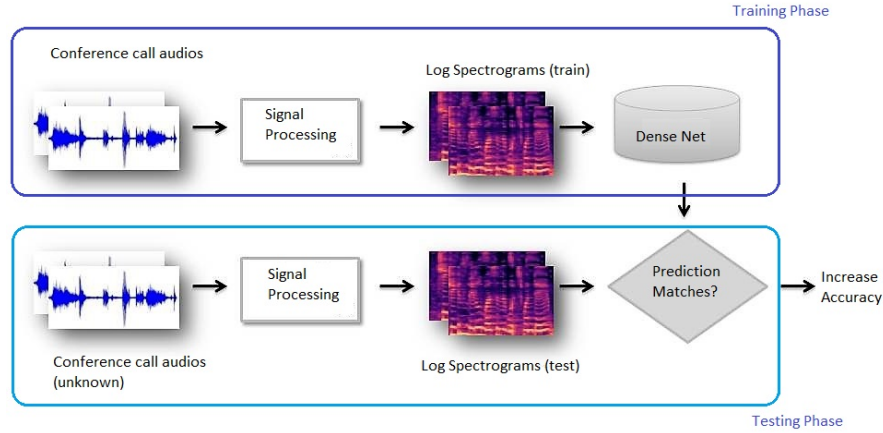 Training Phase
Conference call audios
Log Spectrograms (train)
Signal
Processing
Dense Net
Signal
Processing
Prediction
Matches?
Increase
Accuracy
Conference call audios
(unknown)
Log Spectrograms (test)
Testing Phase